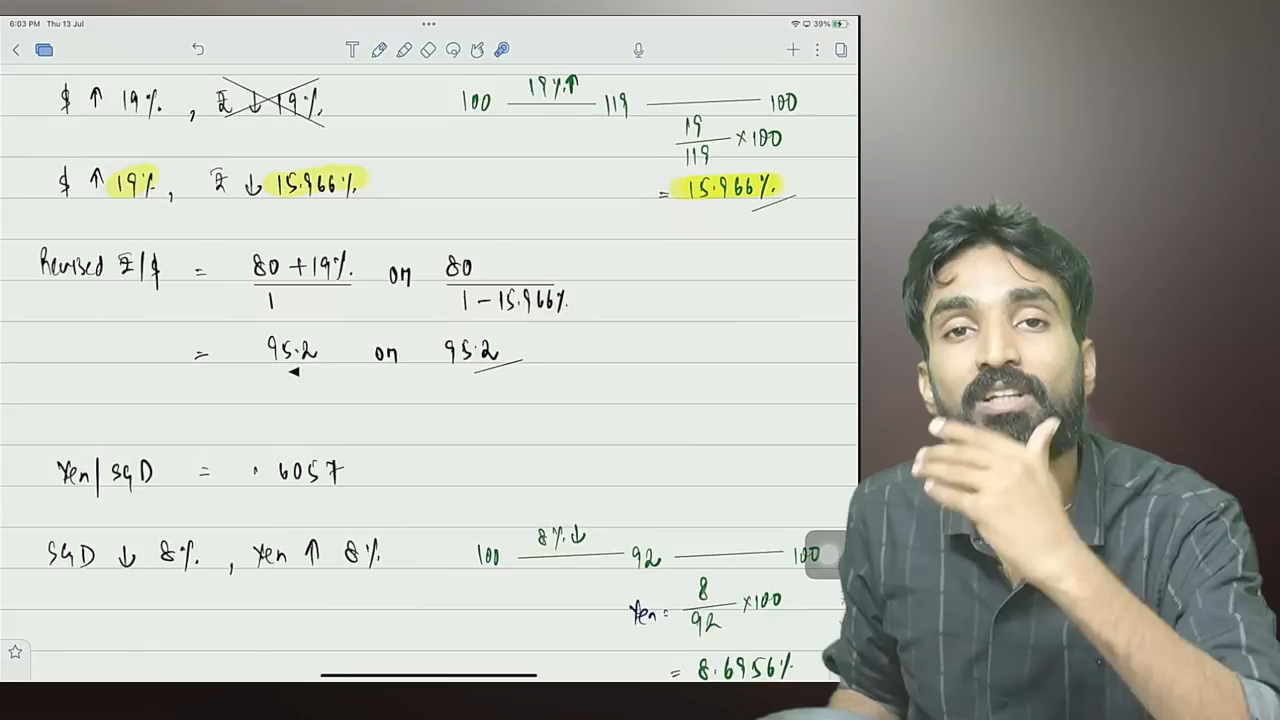 6:03 PM Thu 13 Jul
39%
$ ↑ 19% , ₹ ↓ 19%
100 19%↑ 119 100
19/119 × 100
$ ↑ 19% , ₹ ↓ 15.966%
= 15.966%
Revised ₹/$ = 80 + 19% / 1 or 80 / 1 - 15.966%
= 95.2 or 95.2
Yen/SGD = .6057
SGD ↓ 8% , Yen ↑ 8%
100 8%↓ 92 100
Yen = 8/92 × 100
= 8.6956%